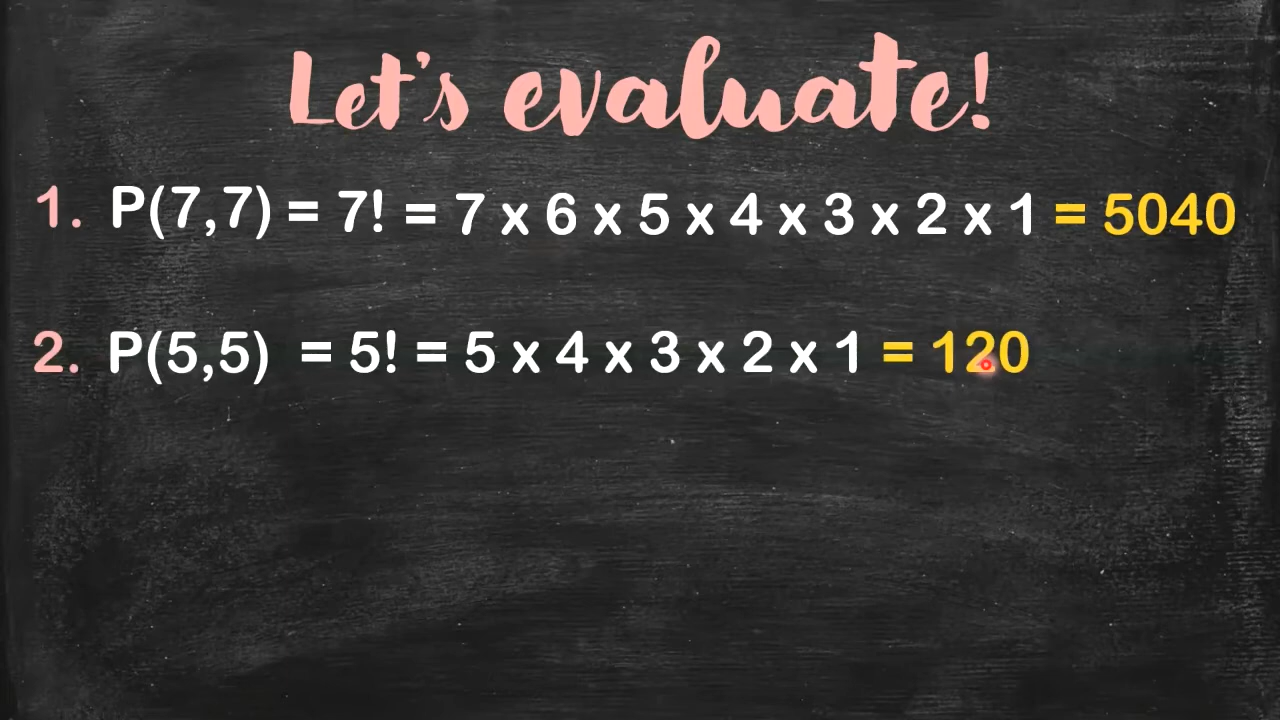 Let's evaluate!
1. P(7,7) = 7! = 7 x 6 x 5 x 4 x 3 x 2 x 1 = 5040
2. P(5,5) = 5! = 5 x 4 x 3 x 2 x 1 = 120